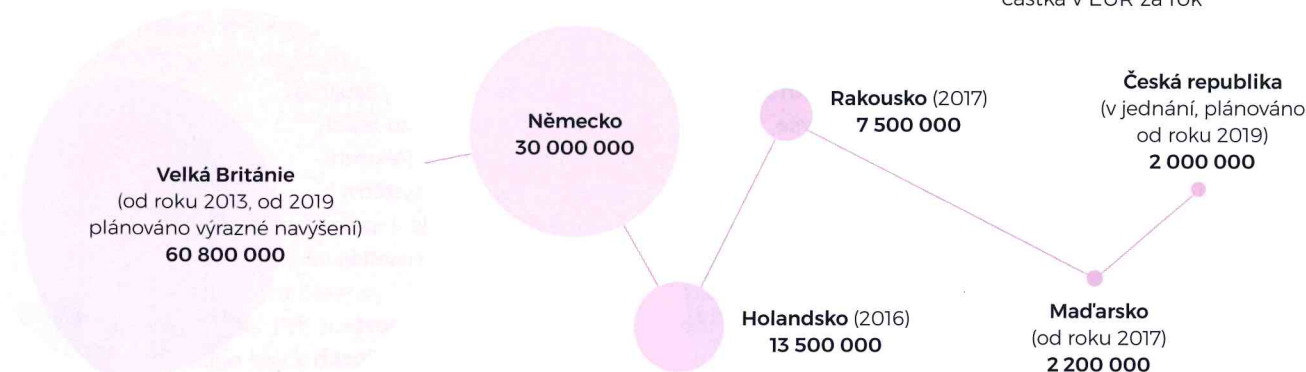 částka v EUR za rok
Velká Británie
(od roku 2013, od 2019
plánováno výrazné navýšení)
60 800 000
Německo
30 000 000
Holandsko (2016)
13 500 000
Rakousko (2017)
7 500 000
Maďarsko
(od roku 2017)
2 200 000
Česká republika
(v jednání, plánováno
od roku 2019)
2 000 000